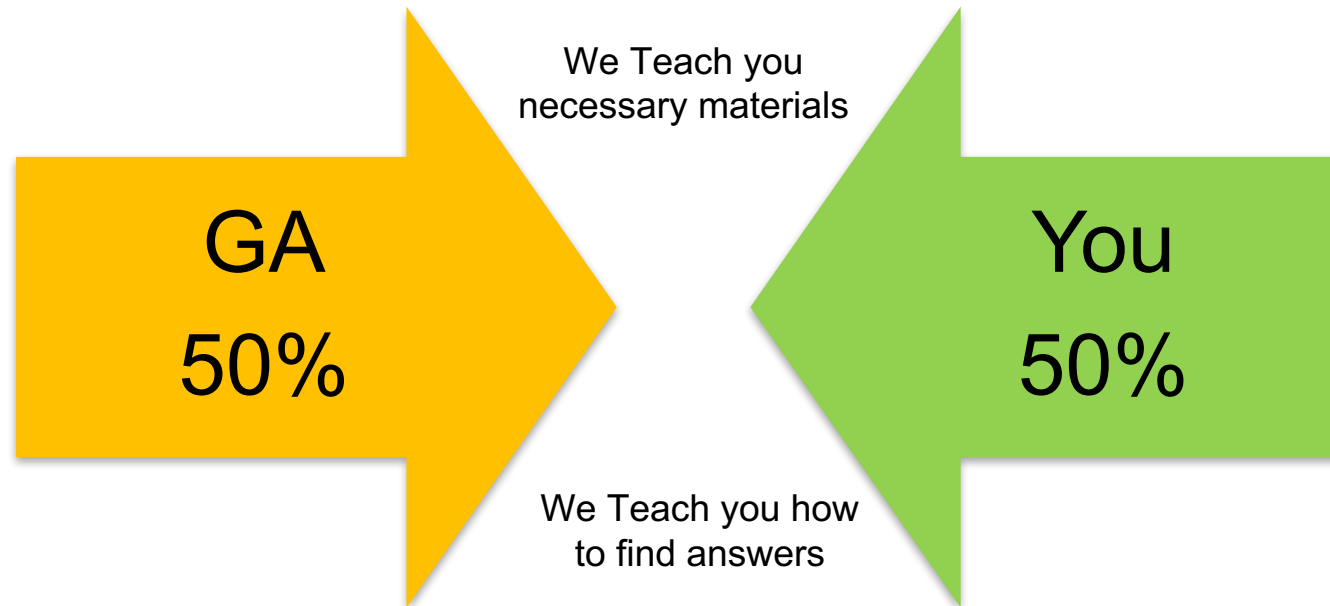 We Teach you
necessary materials
GA
50%
You
50%
We Teach you how
to find answers